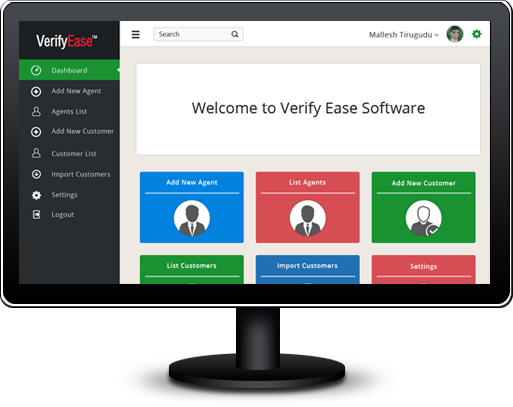 VerifyEase™
Search
Mallesh Tirugudu
Dashboard
Add New Agent
Agents List
Add New Customer
Customer List
Import Customers
Settings
Logout
Welcome to Verify Ease Software
Add New Agent
List Agents
Add New Customer
List Customers
Import Customers
Settings